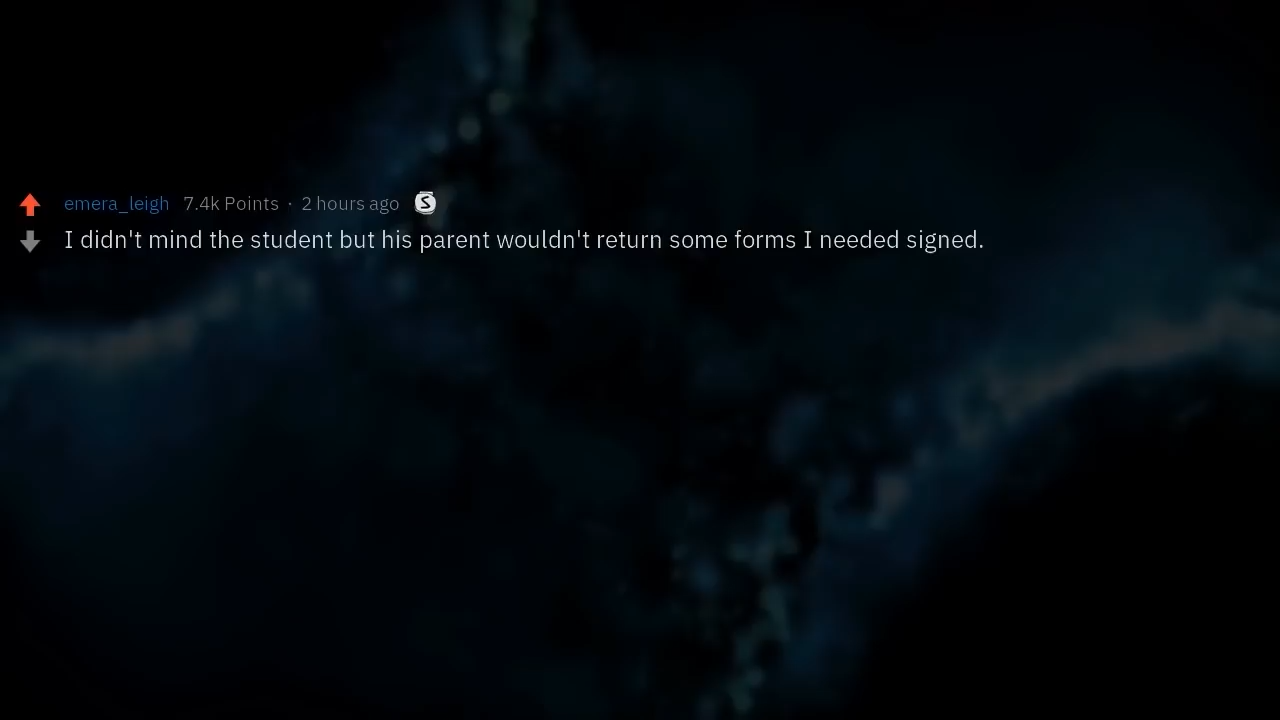 emera_leigh 7.4k Points · 2 hours ago S
I didn't mind the student but his parent wouldn't return some forms I needed signed.